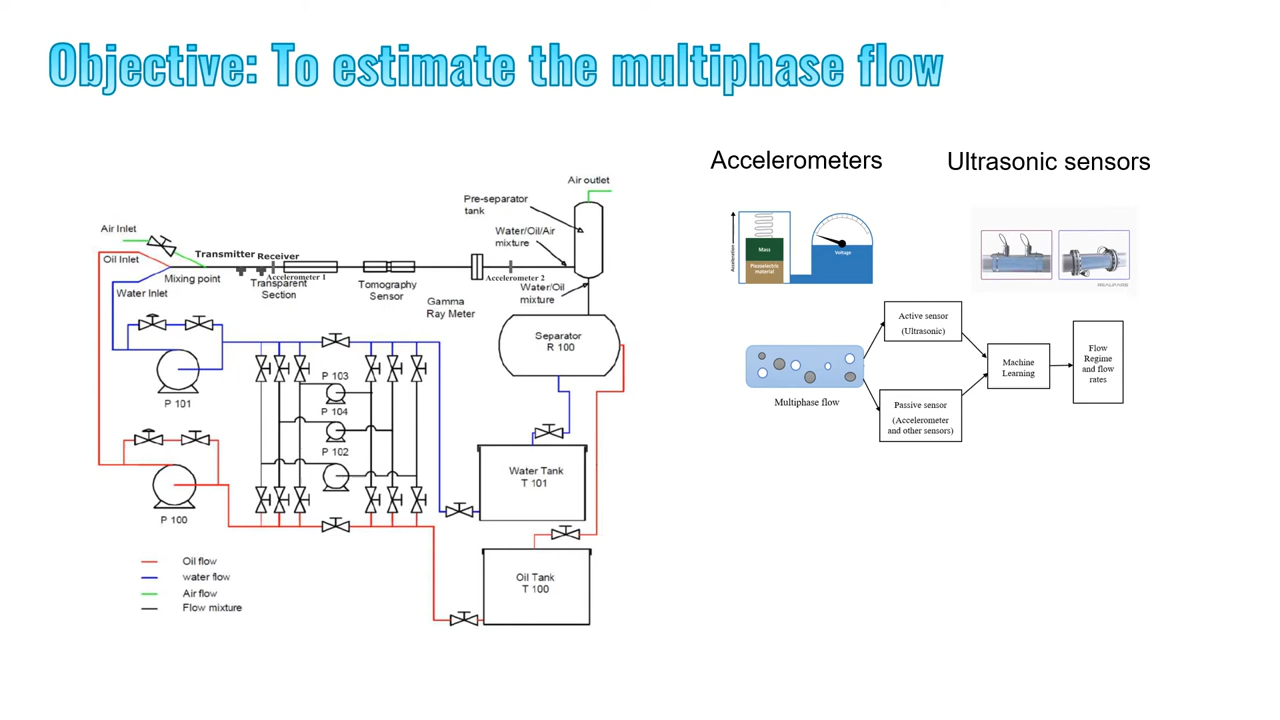 Objective: To estimate the multiphase flow
Air outlet
Pre-separator
tank
Water/Oil/Air
mixture
Air Inlet
Oil Inlet
Transmitter
Receiver
Accelerometer 1
Accelerometer 2
Mixing point
Transparent
Section
Tomography
Sensor
Water Inlet
Gamma
Ray Meter
Water/Oil
mixture
Separator
R 100
P 101
P 103
P 104
P 102
P 100
Water Tank
T 101
Oil Tank
T 100
Oil flow
water flow
Air flow
Flow mixture
Accelerometers
Ultrasonic sensors
Acceleration
Mass
Piezoelectric
material
Voltage
Multiphase flow
Active sensor
(Ultrasonic)
Passive sensor
(Accelerometer
and other sensors)
Machine
Learning
Flow
Regime
and flow
rates